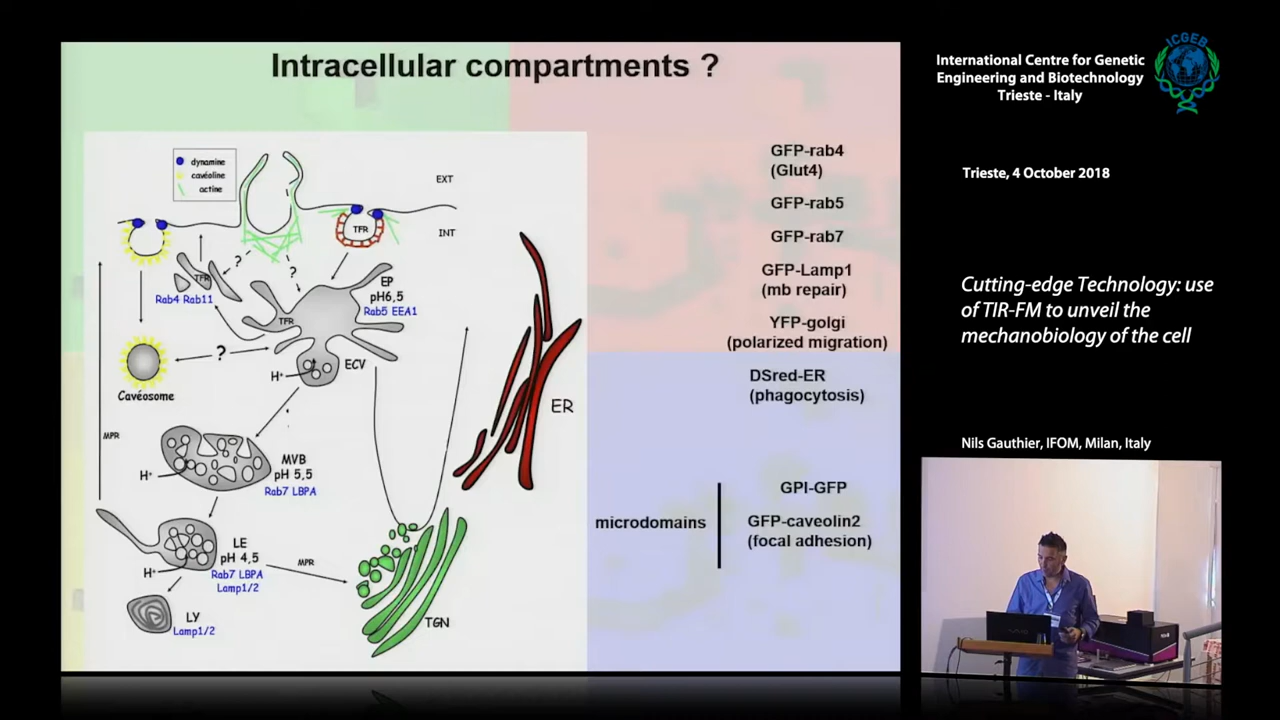 Intracellular compartments ?
dynamine
cavéoline
actine
EXT
INT
TFR
TFR
Rab4 Rab11
?
?
EP
pH6,5
Rab5 EEA1
TFR
?
H+
ECV
Cavéosome
MPR
MVB
pH 5,5
Rab7 LBPA
H+
LE
pH 4,5
Rab7 LBPA
Lamp1/2
H+
MPR
LY
Lamp1/2
TGN
ER
GFP-rab4
(Glut4)
GFP-rab5
GFP-rab7
GFP-Lamp1
(mb repair)
YFP-golgi
(polarized migration)
DSred-ER
(phagocytosis)
microdomains
GPI-GFP
GFP-caveolin2
(focal adhesion)
International Centre for Genetic
Engineering and Biotechnology
Trieste - Italy
ICGEB
Trieste, 4 October 2018
Cutting-edge Technology: use
of TIR-FM to unveil the
mechanobiology of the cell
Nils Gauthier, IFOM, Milan, Italy